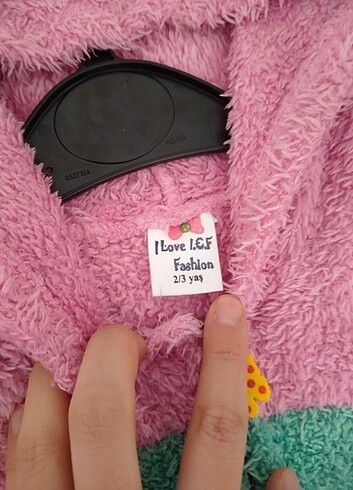 I Love I.E.F
Fashion
2/3 yaş